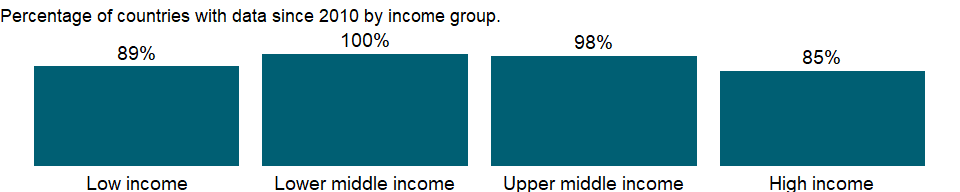 Percentage of countries with data since 2010 by income group.
89% 100% 98% 85%
Low income Lower middle income Upper middle income High income